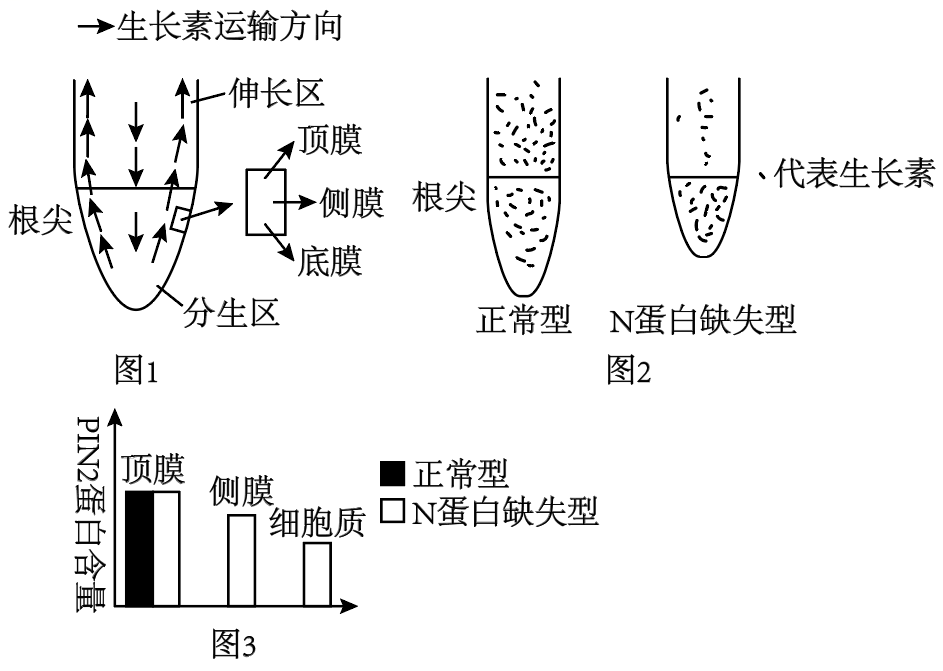 →生长素运输方向
伸长区
顶膜
侧膜
底膜
根尖
分生区
图1
根尖
代表生长素
正常型
N蛋白缺失型
图2
PIN2蛋白含量
顶膜
侧膜
细胞质
正常型
N蛋白缺失型
图3